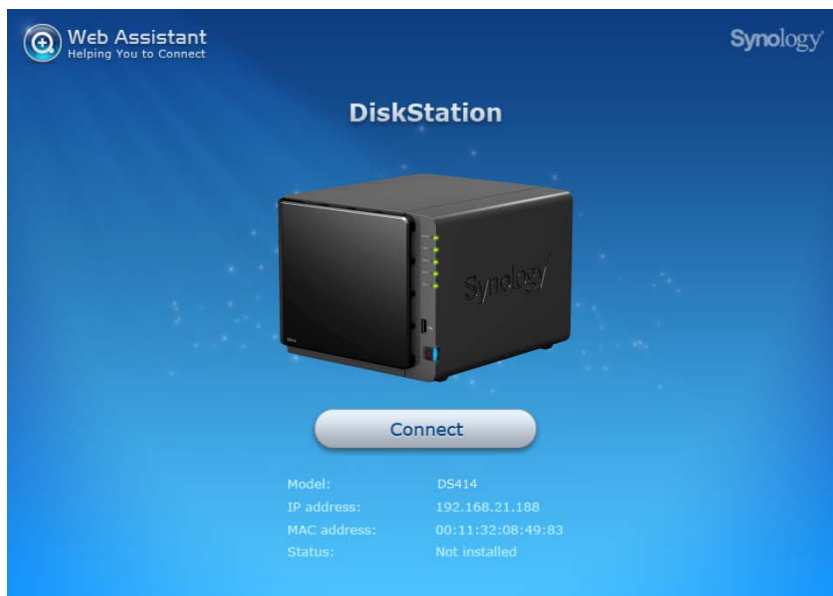 Web Assistant
Helping You to Connect
Synology
DiskStation
Synology
Connect
Model: DS414
IP address: 192.168.21.188
MAC address: 00:11:32:08:49:83
Status: Not installed